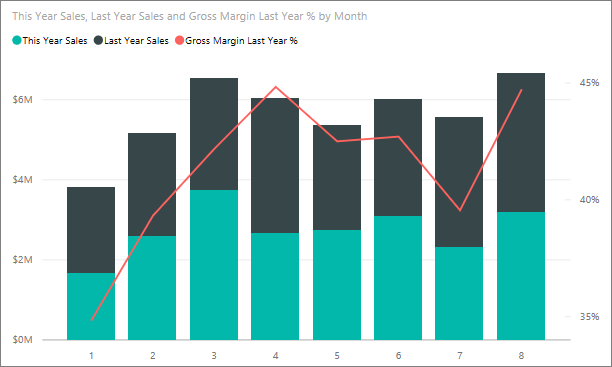 This Year Sales, Last Year Sales and Gross Margin Last Year % by Month
This Year Sales Last Year Sales Gross Margin Last Year %
$6M
$4M
$2M
$0M
45%
40%
35%
1 2 3 4 5 6 7 8